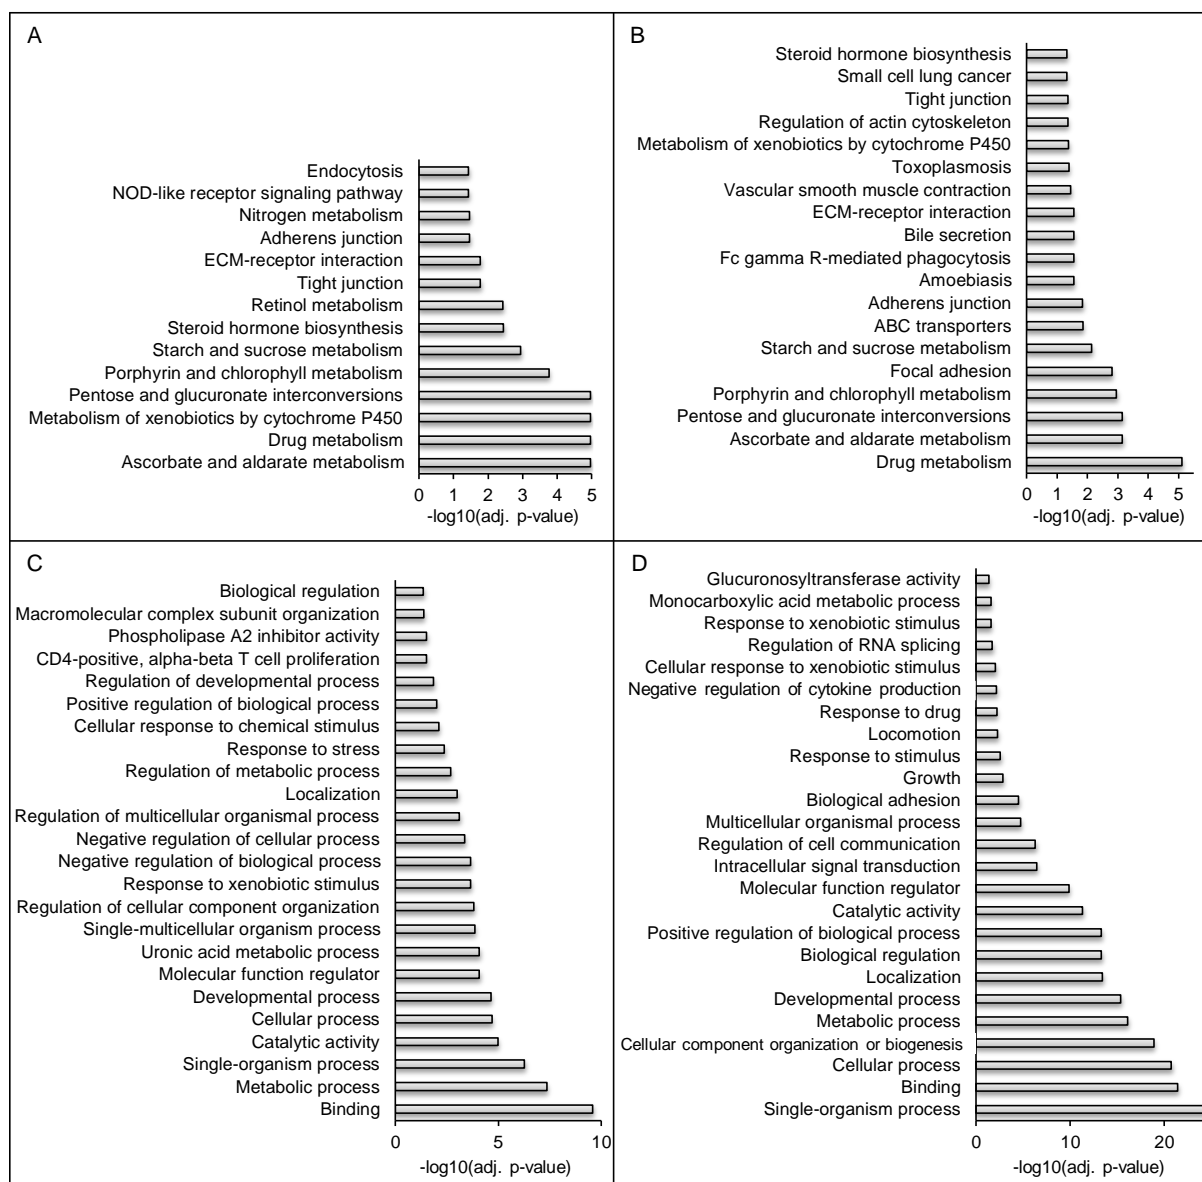 A
Endocytosis
NOD-like receptor signaling pathway
Nitrogen metabolism
Adherens junction
ECM-receptor interaction
Tight junction
Retinol metabolism
Steroid hormone biosynthesis
Starch and sucrose metabolism
Porphyrin and chlorophyll metabolism
Pentose and glucuronate interconversions
Metabolism of xenobiotics by cytochrome P450
Drug metabolism
Ascorbate and aldarate metabolism
0 1 2 3 4 5
-log10(adj. p-value)
B
Steroid hormone biosynthesis
Small cell lung cancer
Tight junction
Regulation of actin cytoskeleton
Metabolism of xenobiotics by cytochrome P450
Toxoplasmosis
Vascular smooth muscle contraction
ECM-receptor interaction
Bile secretion
Fc gamma R-mediated phagocytosis
Amoebiasis
Adherens junction
ABC transporters
Starch and sucrose metabolism
Focal adhesion
Porphyrin and chlorophyll metabolism
Pentose and glucuronate interconversions
Ascorbate and aldarate metabolism
Drug metabolism
0 1 2 3 4 5
-log10(adj. p-value)
C
Biological regulation
Macromolecular complex subunit organization
Phospholipase A2 inhibitor activity
CD4-positive, alpha-beta T cell proliferation
Regulation of developmental process
Positive regulation of biological process
Cellular response to chemical stimulus
Response to stress
Regulation of metabolic process
Localization
Regulation of multicellular organismal process
Negative regulation of cellular process
Negative regulation of biological process
Response to xenobiotic stimulus
Regulation of cellular component organization
Single-multicellular organism process
Uronic acid metabolic process
Molecular function regulator
Developmental process
Cellular process
Catalytic activity
Single-organism process
Metabolic process
Binding
0 5 10
-log10(adj. p-value)
D
Glucuronosyltransferase activity
Monocarboxylic acid metabolic process
Response to xenobiotic stimulus
Regulation of RNA splicing
Cellular response to xenobiotic stimulus
Negative regulation of cytokine production
Response to drug
Locomotion
Response to stimulus
Growth
Biological adhesion
Multicellular organismal process
Regulation of cell communication
Intracellular signal transduction
Molecular function regulator
Catalytic activity
Positive regulation of biological process
Biological regulation
Localization
Developmental process
Metabolic process
Cellular component organization or biogenesis
Cellular process
Binding
Single-organism process
0 10 20
-log10(adj. p-value)